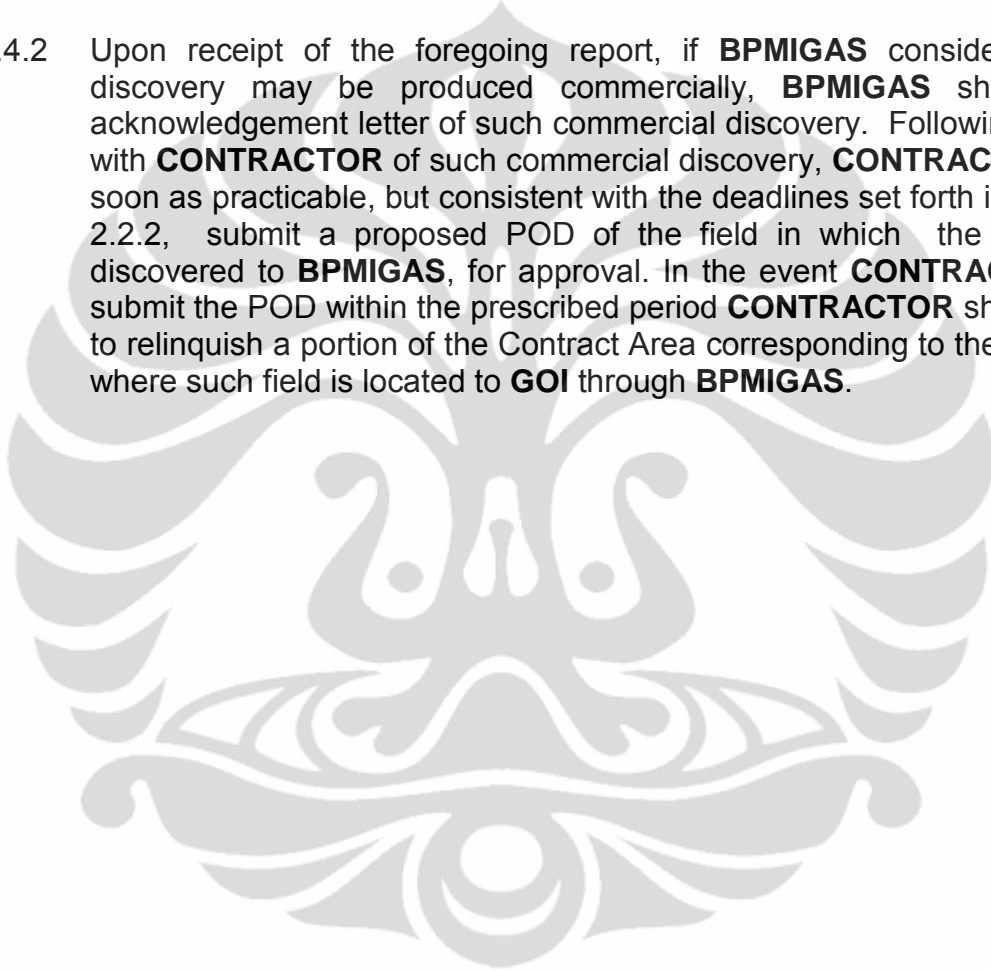 .4.2 Upon receipt of the foregoing report, if BPMIGAS conside
discovery may be produced commercially, BPMIGAS sh
acknowledgement letter of such commercial discovery. Followi
with CONTRACTOR of such commercial discovery, CONTRAC
soon as practicable, but consistent with the deadlines set forth i
2.2.2, submit a proposed POD of the field in which the
discovered to BPMIGAS, for approval. In the event CONTRA
submit the POD within the prescribed period CONTRACTOR sh
to relinquish a portion of the Contract Area corresponding to the
where such field is located to GOI through BPMIGAS.